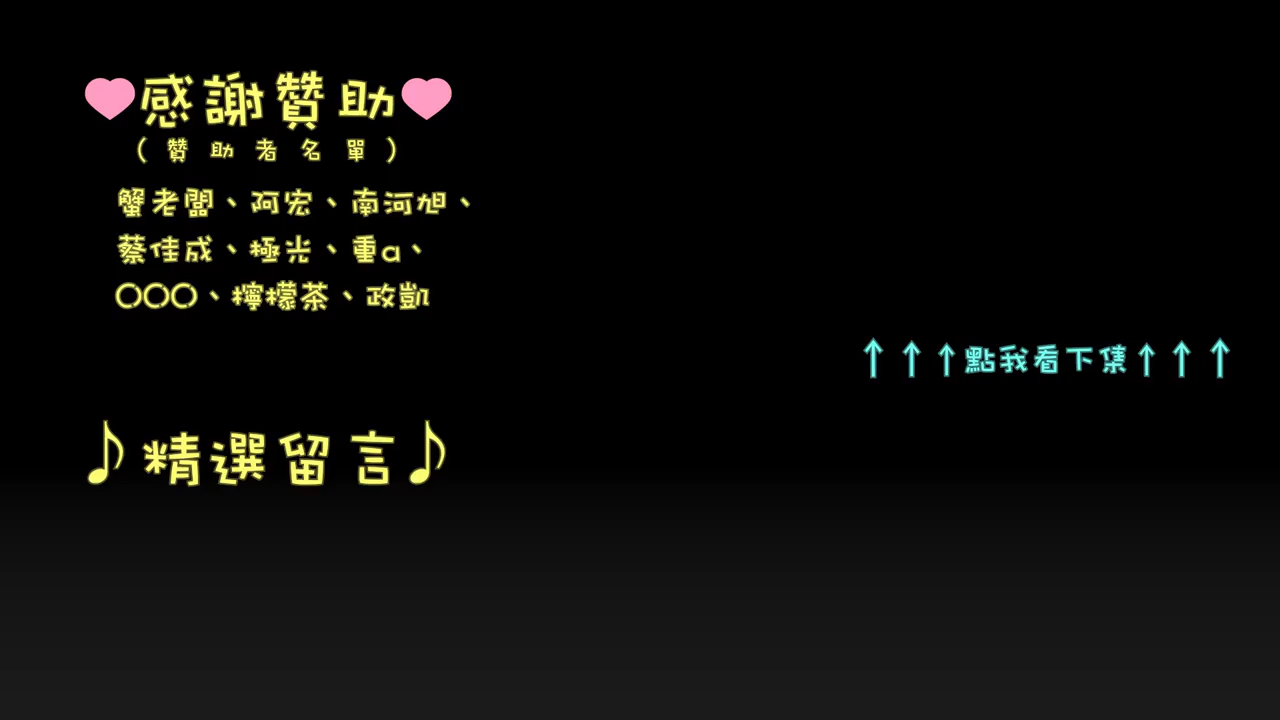 感謝贊助
（贊助者名單）
蟹老闆、阿宏、南河旭、
蔡佳成、極光、重a、
○○○、檸檬茶、政凱
↑↑↑點我看下集↑↑↑
♪精選留言♪